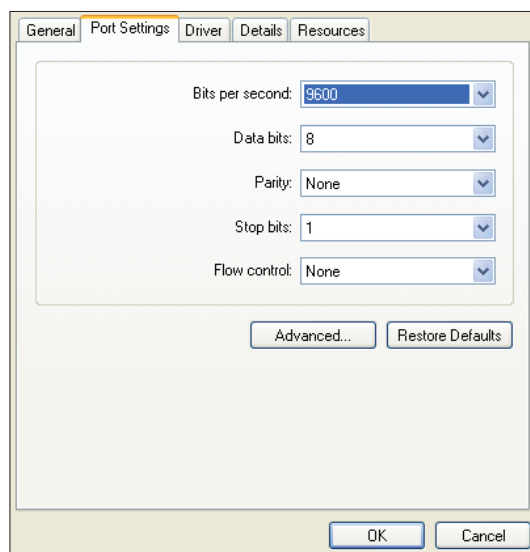 General Port Settings Driver Details Resources
Bits per second: 9600
Data bits: 8
Parity: None
Stop bits: 1
Flow control: None
Advanced... Restore Defaults
OK Cancel